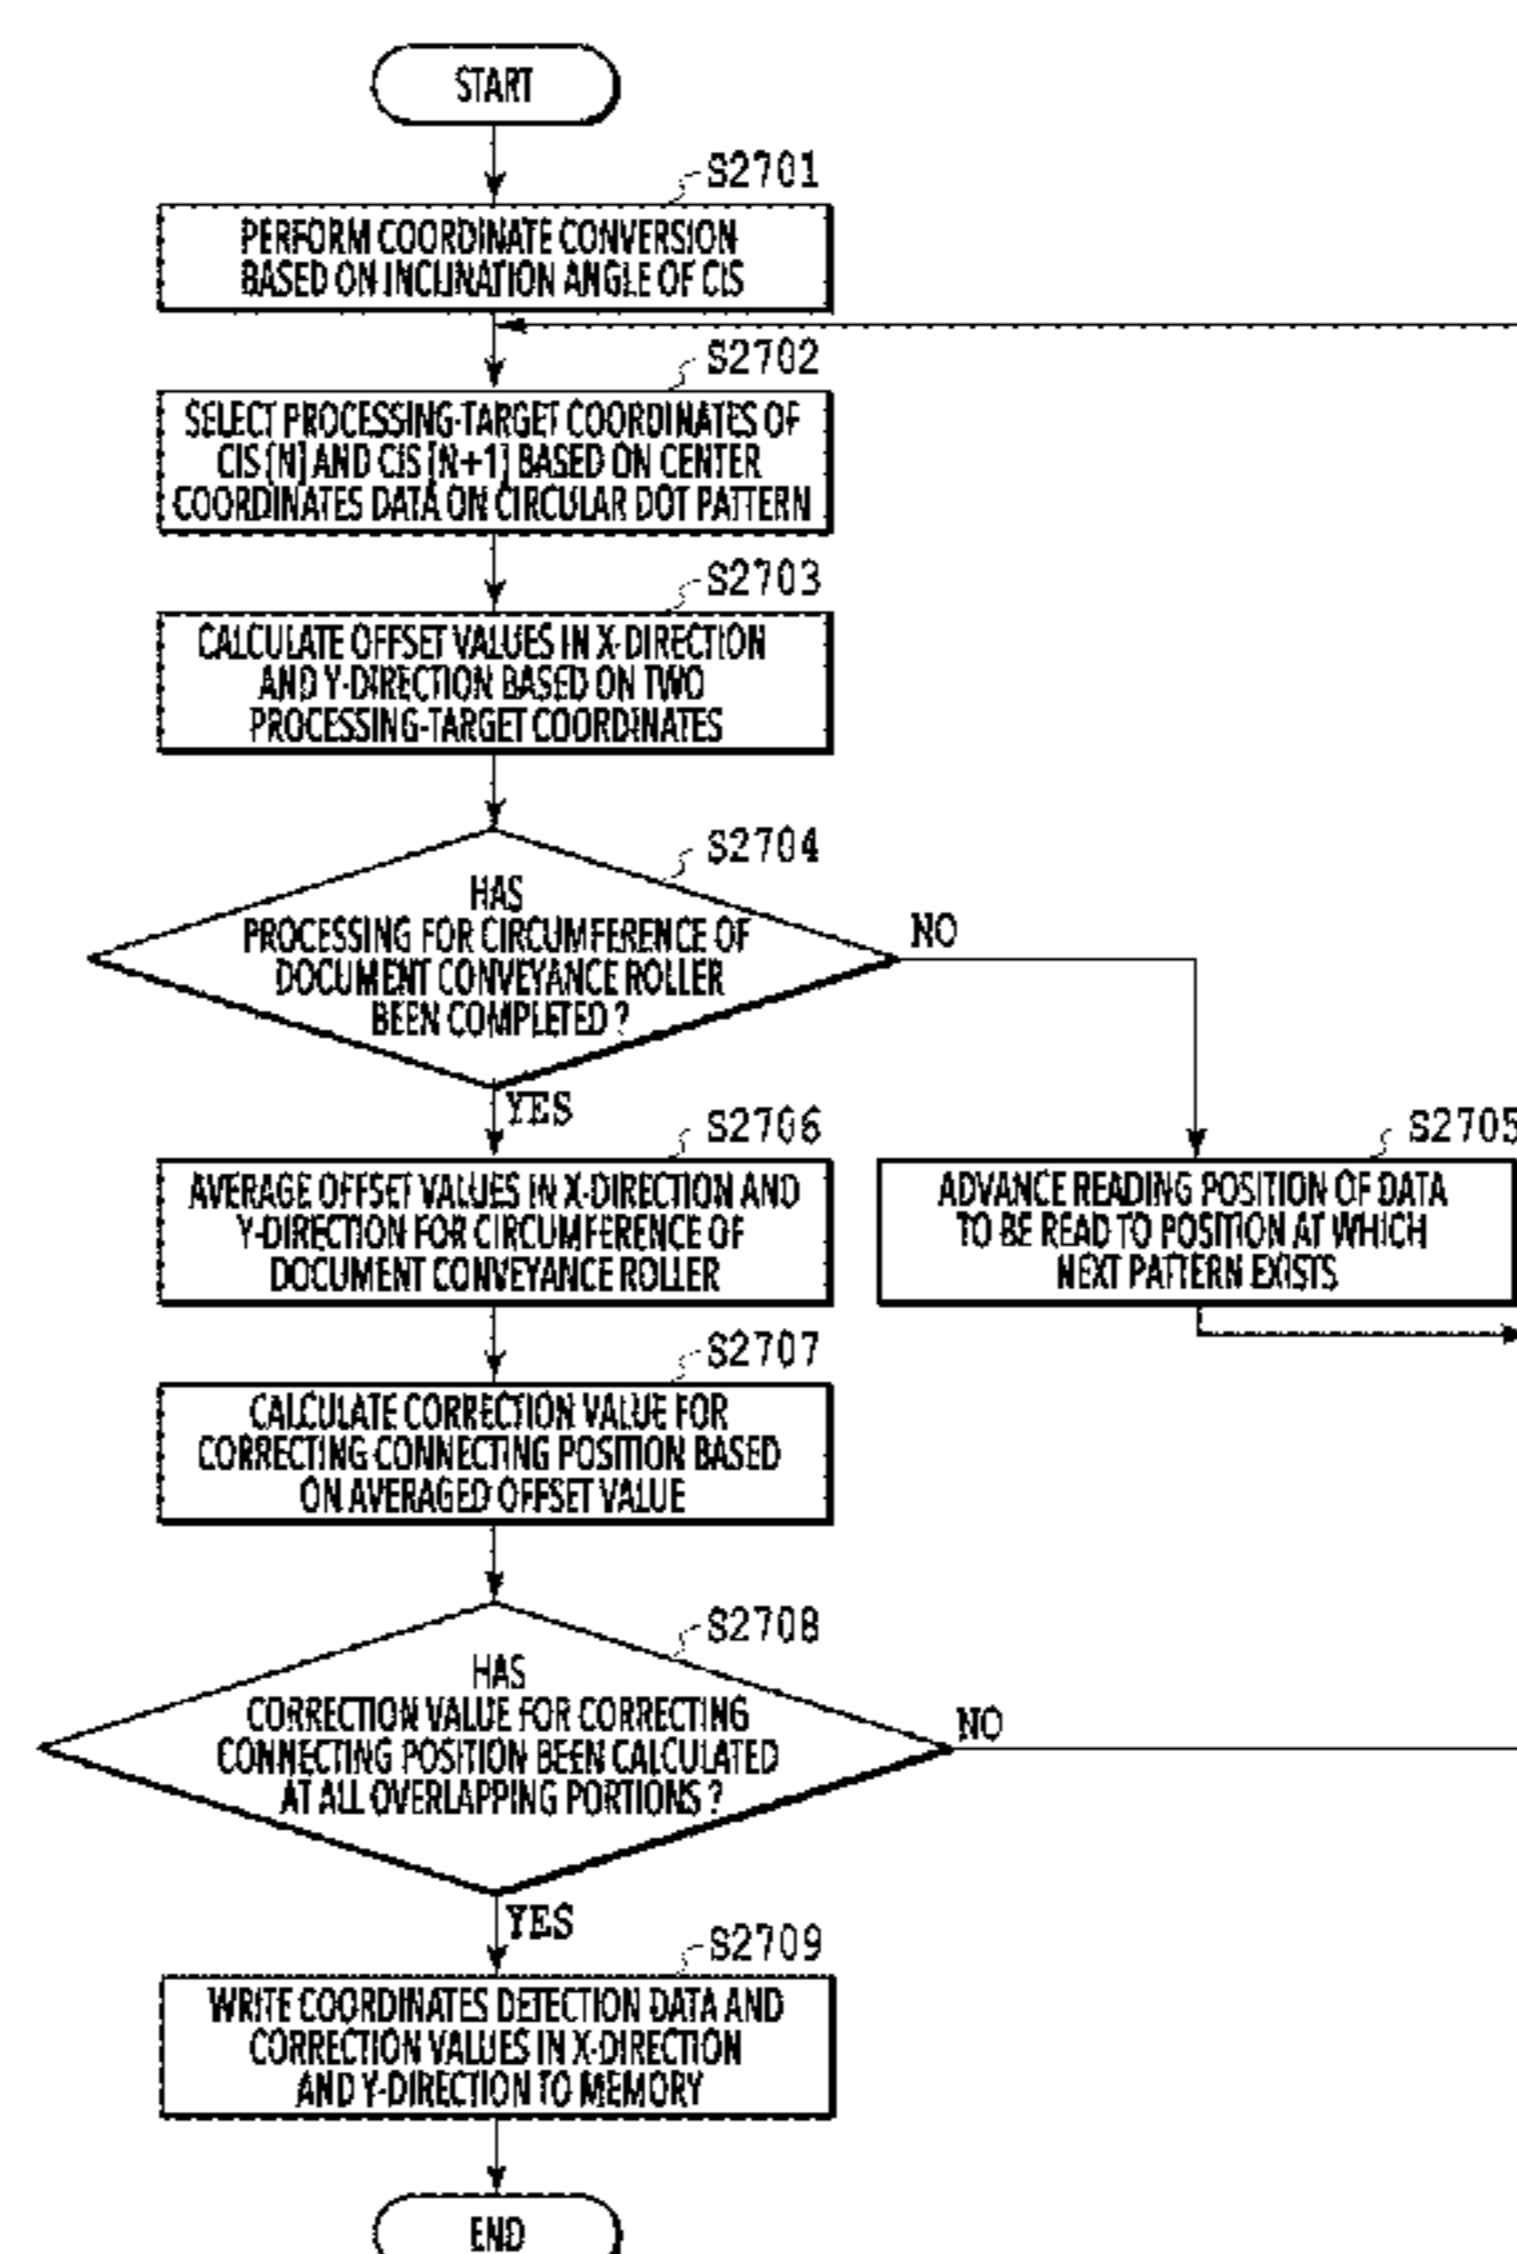 START
S2701
PERFORM COORDINATE CONVERSION
BASED ON INCLINATION ANGLE OF CIS
S2702
SELECT PROCESSING-TARGET COORDINATES OF
CIS [N] AND CIS [N+1] BASED ON CENTER
COORDINATES DATA ON CIRCULAR DOT PATTERN
S2703
CALCULATE OFFSET VALUES IN X-DIRECTION
AND Y-DIRECTION BASED ON TWO
PROCESSING-TARGET COORDINATES
S2704
HAS
PROCESSING FOR CIRCUMFERENCE OF
DOCUMENT CONVEYANCE ROLLER
BEEN COMPLETED ?
NO
YES
S2706
AVERAGE OFFSET VALUES IN X-DIRECTION AND
Y-DIRECTION FOR CIRCUMFERENCE OF
DOCUMENT CONVEYANCE ROLLER
S2705
ADVANCE READING POSITION OF DATA
TO BE READ TO POSITION AT WHICH
NEXT PATTERN EXISTS
S2707
CALCULATE CORRECTION VALUE FOR
CORRECTING CONNECTING POSITION BASED
ON AVERAGED OFFSET VALUE
S2708
HAS
CORRECTION VALUE FOR CORRECTING
CONNECTING POSITION BEEN CALCULATED
AT ALL OVERLAPPING PORTIONS ?
NO
YES
S2709
WRITE COORDINATES DETECTION DATA AND
CORRECTION VALUES IN X-DIRECTION
AND Y-DIRECTION TO MEMORY
END